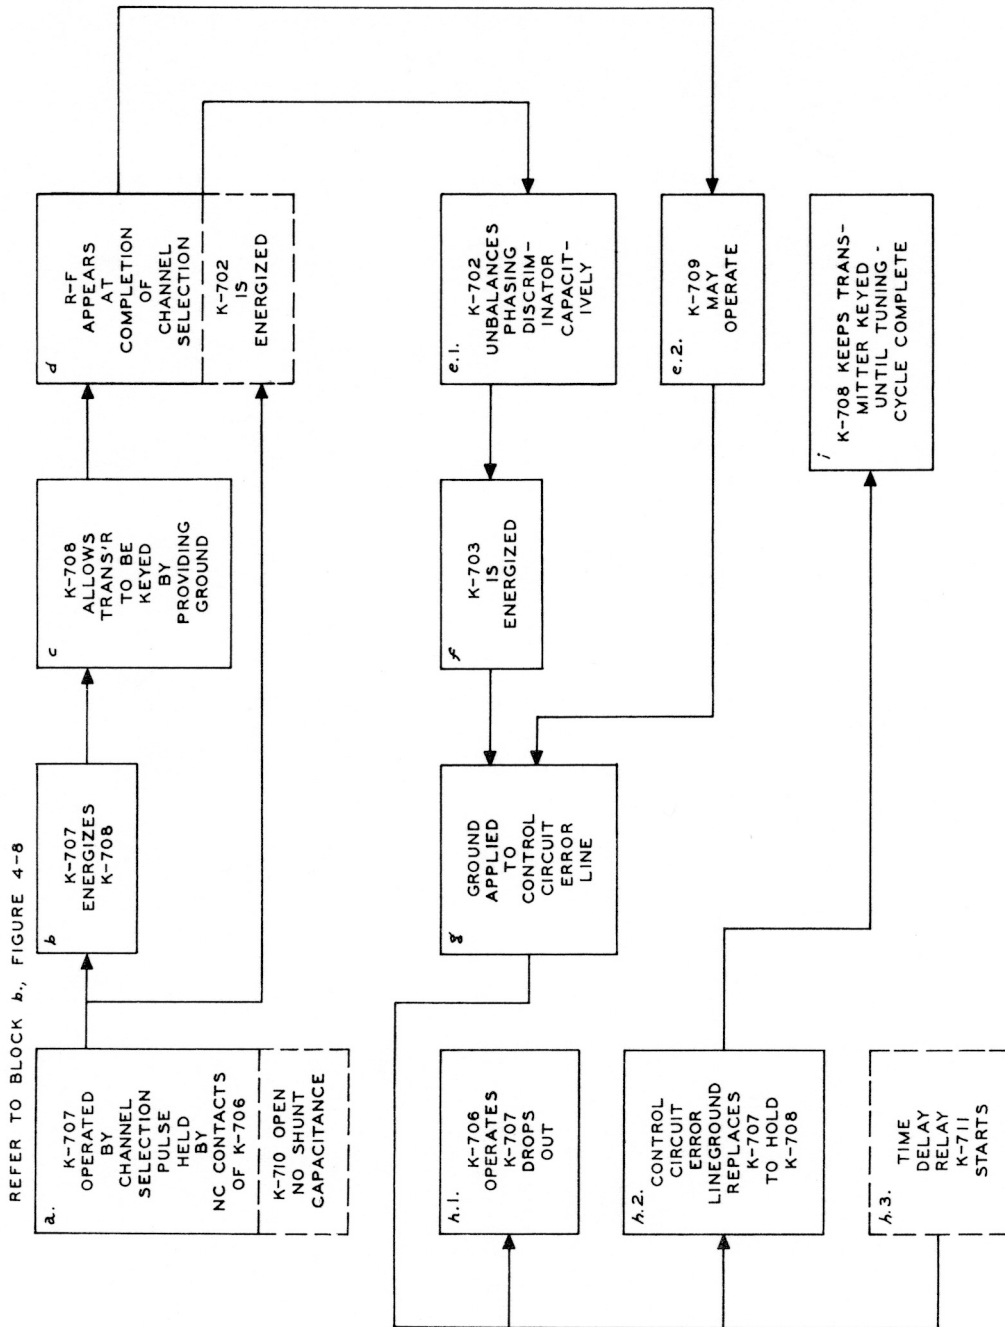 REFER TO BLOCK b., FIGURE 4-8
a.
K-707
OPERATED
BY
CHANNEL
SELECTION
PULSE
HELD
BY
NC CONTACTS
OF K-706
K-710 OPEN
NO SHUNT
CAPACITANCE
b
K-707
ENERGIZES
K-708
c
K-708
ALLOWS
TRANS'R
TO BE
KEYED
BY
PROVIDING
GROUND
d
R-F
APPEARS
AT
COMPLETION
OF
CHANNEL
SELECTION
K-702
IS
ENERGIZED
e.1.
K-702
UNBALANCES
PHASING
DISCRIM-
INATOR
CAPACIT-
IVELY
e.2.
K-709
MAY
OPERATE
f
K-703
IS
ENERGIZED
g
GROUND
APPLIED
TO
CONTROL
CIRCUIT
ERROR
LINE
h.1.
K-706
OPERATES
K-707
DROPS
OUT
h.2.
CONTROL
CIRCUIT
ERROR
LINEGROUND
REPLACES
K-707
TO HOLD
K-708
h.3.
TIME
DELAY
RELAY
K-711
STARTS
i
K-708 KEEPS TRANS-
MITTER KEYED
UNTIL TUNING-
CYCLE COMPLETE